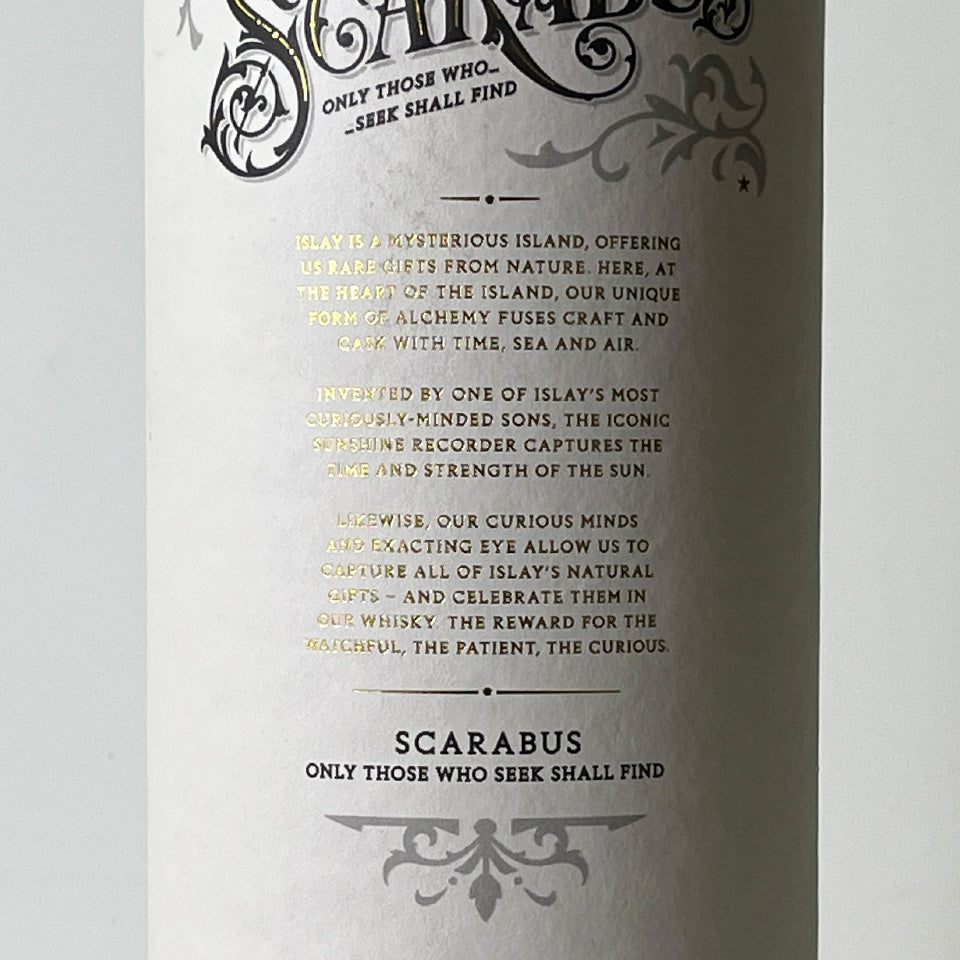 SCARABUS
ONLY THOSE WHO_
_SEEK SHALL FIND
ISLAY IS A MYSTERIOUS ISLAND, OFFERING
US RARE GIFTS FROM NATURE. HERE, AT
THE HEART OF THE ISLAND, OUR UNIQUE
FORM OF ALCHEMY FUSES CRAFT AND
CASK WITH TIME, SEA AND AIR.
INVENTED BY ONE OF ISLAY'S MOST
CURIOUSLY-MINDED SONS, THE ICONIC
SUNSHINE RECORDER CAPTURES THE
TIME AND STRENGTH OF THE SUN.
LIKEWISE, OUR CURIOUS MINDS
AND EXACTING EYE ALLOW US TO
CAPTURE ALL OF ISLAY'S NATURAL
GIFTS – AND CELEBRATE THEM IN
OUR WHISKY. THE REWARD FOR THE
WATCHFUL, THE PATIENT, THE CURIOUS.
SCARABUS
ONLY THOSE WHO SEEK SHALL FIND